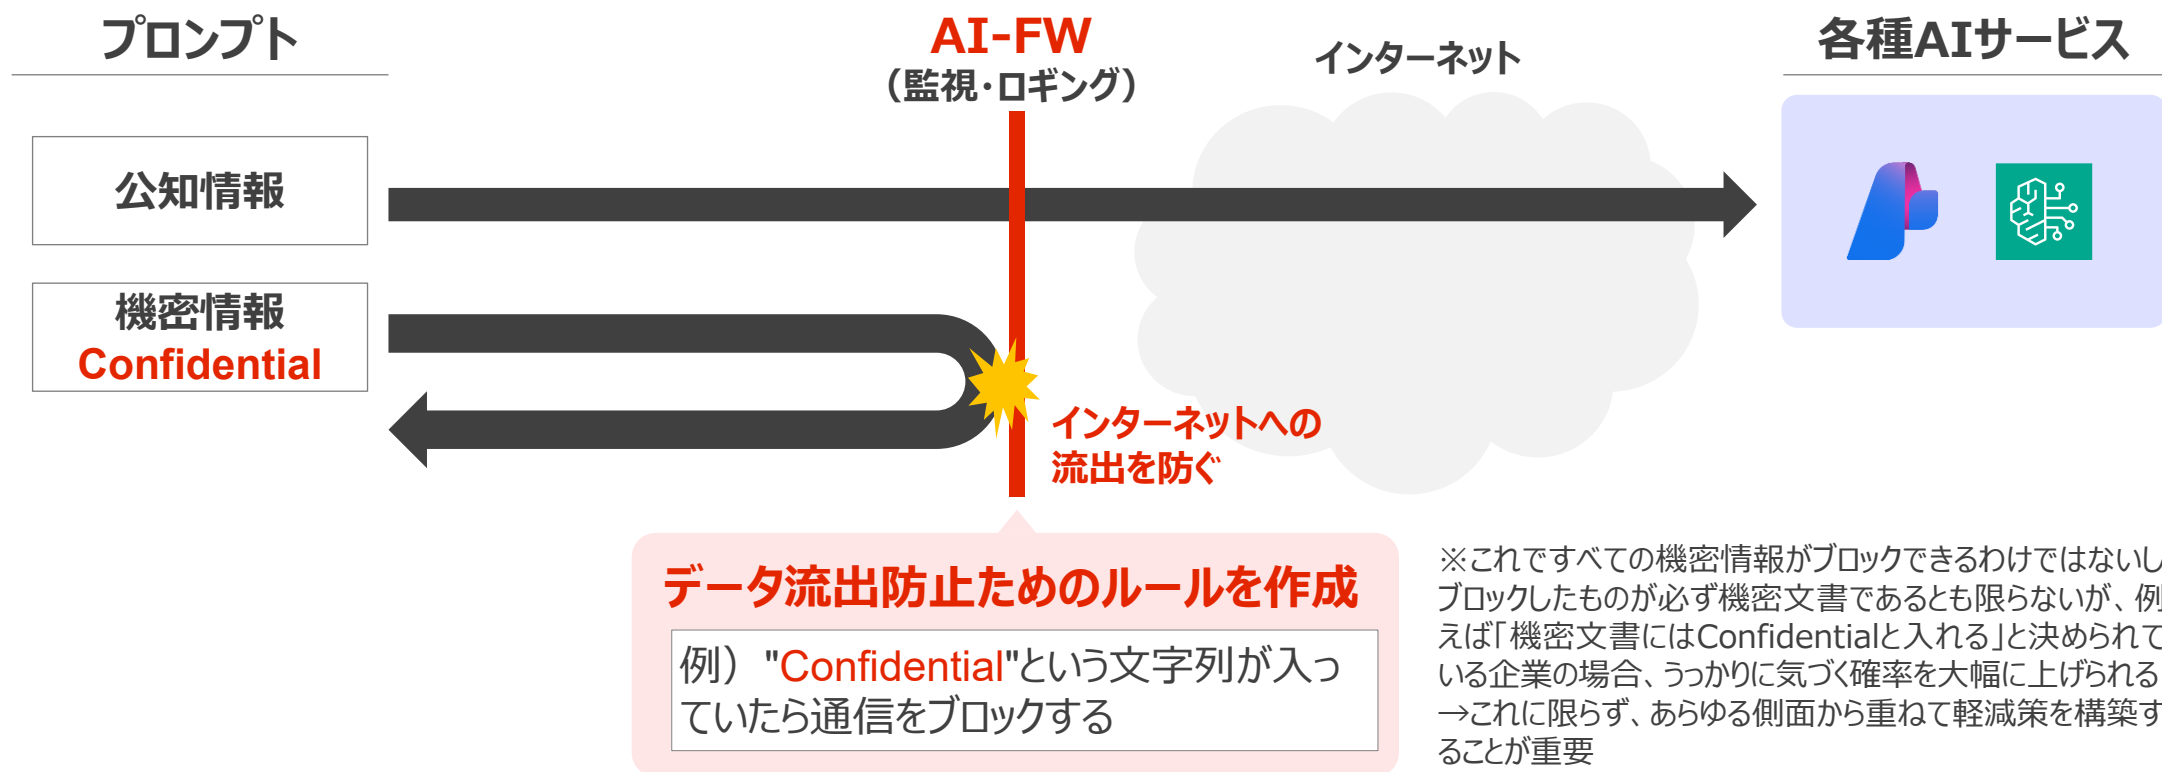 プロンプト
AI-FW
（監視・ロギング）
インターネット
各種AIサービス
公知情報
機密情報
Confidential
インターネットへの
流出を防ぐ
データ流出防止ためのルールを作成
例）"Confidential"という文字列が入っ
ていたら通信をブロックする
※これですべての機密情報がブロックできるわけではないし
ブロックしたものが必ず機密文書であるとも限らないが、例
えば「機密文書にはConfidentialと入れる」と決められて
いる企業の場合、うっかりに気づく確率を大幅に上げられる
→これに限らず、あらゆる側面から重ねて軽減策を構築す
ることが重要